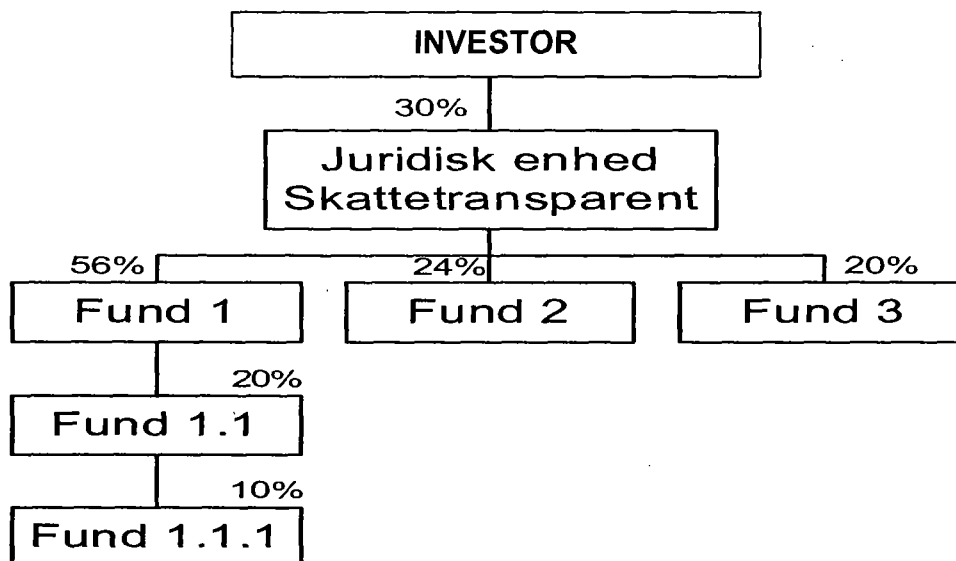 INVESTOR
30%
Juridisk enhed
Skattetransparent
56%
24%
20%
Fund 1
Fund 2
Fund 3
20%
Fund 1.1
10%
Fund 1.1.1